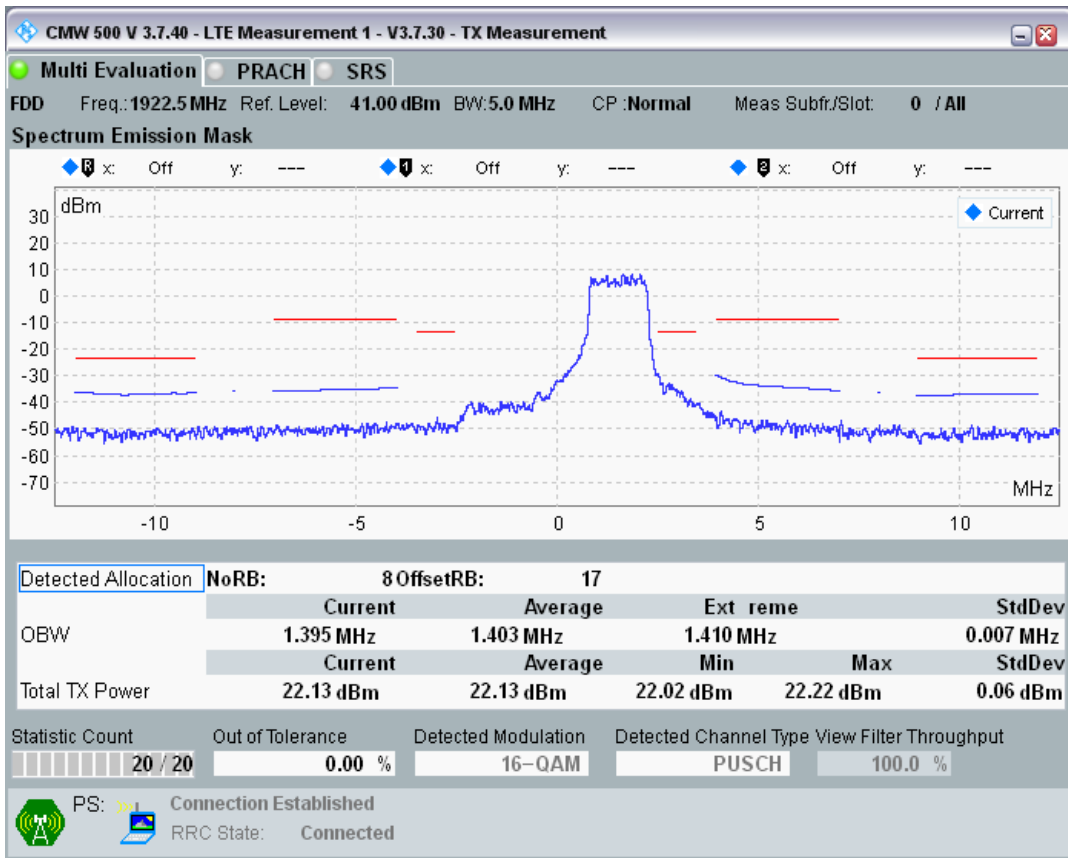 CMW 500 V 3.7.40 - LTE Measurement 1 - V3.7.30 - TX Measurement
Multi Evaluation PRACH SRS
FDD Freq.:1922.5 MHz Ref. Level: 41.00 dBm BW:5.0 MHz CP :Normal Meas Subfr./Slot: 0 / All
Spectrum Emission Mask
R x: Off y: --- 1 x: Off y: --- 2 x: Off y: ---
dBm
Current
30
20
10
0
-10
-20
-30
-40
-50
-60
-70
MHz
-10 -5 0 5 10
Detected Allocation NoRB: 8 OffsetRB: 17
Current Average Ext reme StdDev
OBW 1.395 MHz 1.403 MHz 1.410 MHz 0.007 MHz
Current Average Min Max StdDev
Total TX Power 22.13 dBm 22.13 dBm 22.02 dBm 22.22 dBm 0.06 dBm
Statistic Count Out of Tolerance Detected Modulation Detected Channel Type View Filter Throughput
20 / 20 0.00 % 16-QAM PUSCH 100.0 %
PS: Connection Established
RRC State: Connected